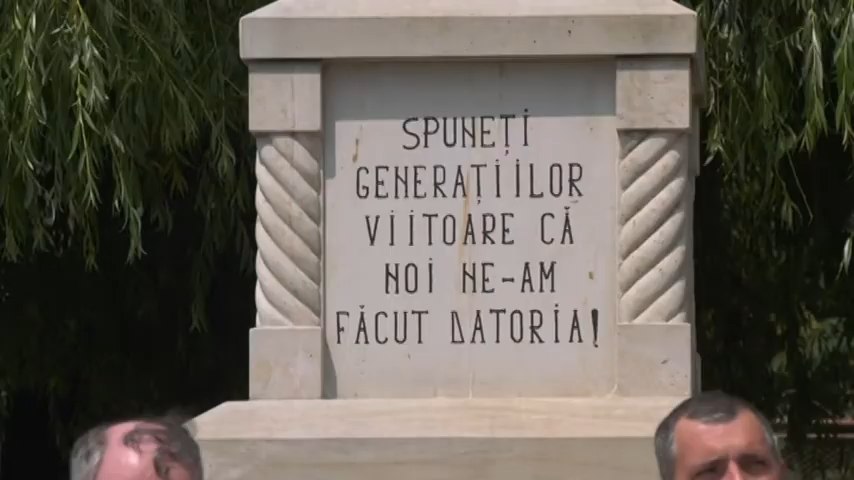 SPUNEȚI
GENERAȚIILOR
VIITOARE CĂ
NOI NE-AM
FĂCUT DATORIA!